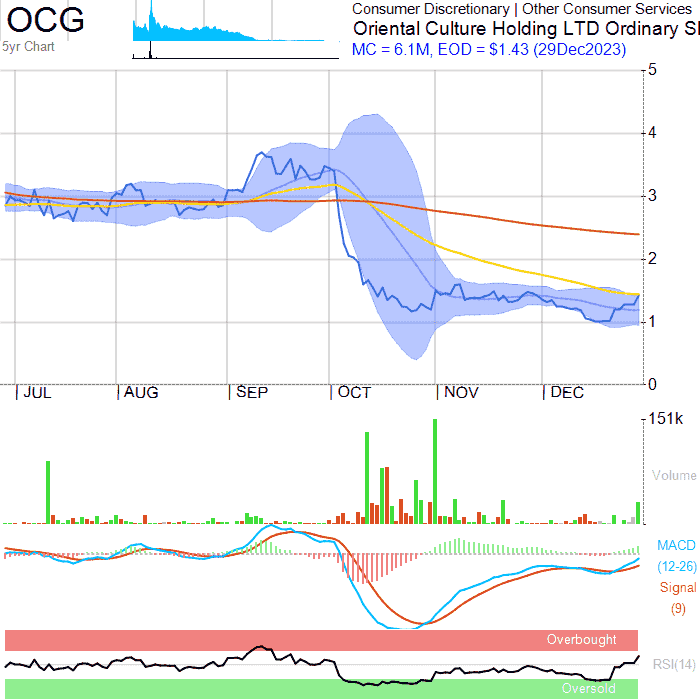 OCG
5yr Chart
Consumer Discretionary | Other Consumer Services
Oriental Culture Holding LTD Ordinary
MC = 6.1M, EOD = $1.43 (29Dec2023)
5
4
3
2
1
0
JUL
AUG
SEP
OCT
NOV
DEC
151k
Volume
MACD
(12-26)
Signal
(9)
Overbought
RSI(14)
Oversold